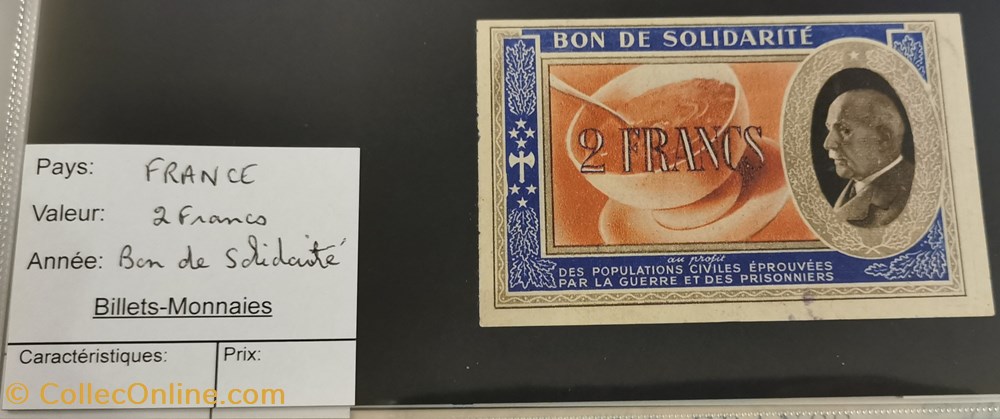 BON DE SOLIDARITÉ
2 FRANCS
au profit
DES POPULATIONS CIVILES ÉPROUVÉES
PAR LA GUERRE ET DES PRISONNIERS
Pays: FRANCE
Valeur: 2 Francs
Année: Bon de Solidarité
Billets-Monnaies
Caractéristiques:
Prix:
© CollecOnline.com